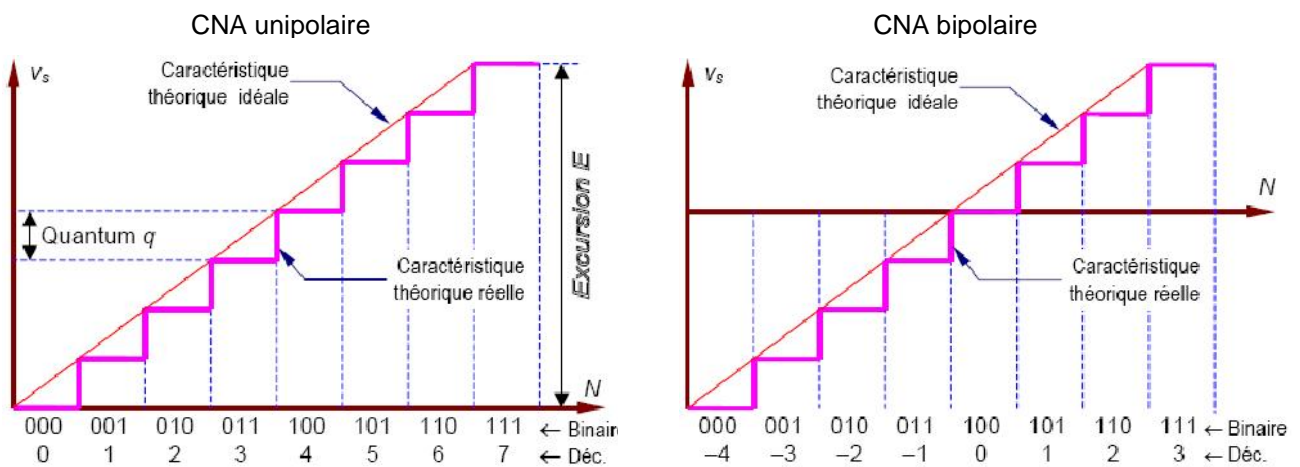 CNA unipolaire
v_s
Caractéristique
théorique idéale
Excursion E
Quantum q
Caractéristique
théorique réelle
N
000 001 010 011 100 101 110 111 ← Binaire
0 1 2 3 4 5 6 7 ← Déc.
CNA bipolaire
v_s
Caractéristique
théorique idéale
N
Caractéristique
théorique réelle
000 001 010 011 100 101 110 111 ← Binaire
–4 –3 –2 –1 0 1 2 3 ← Déc.